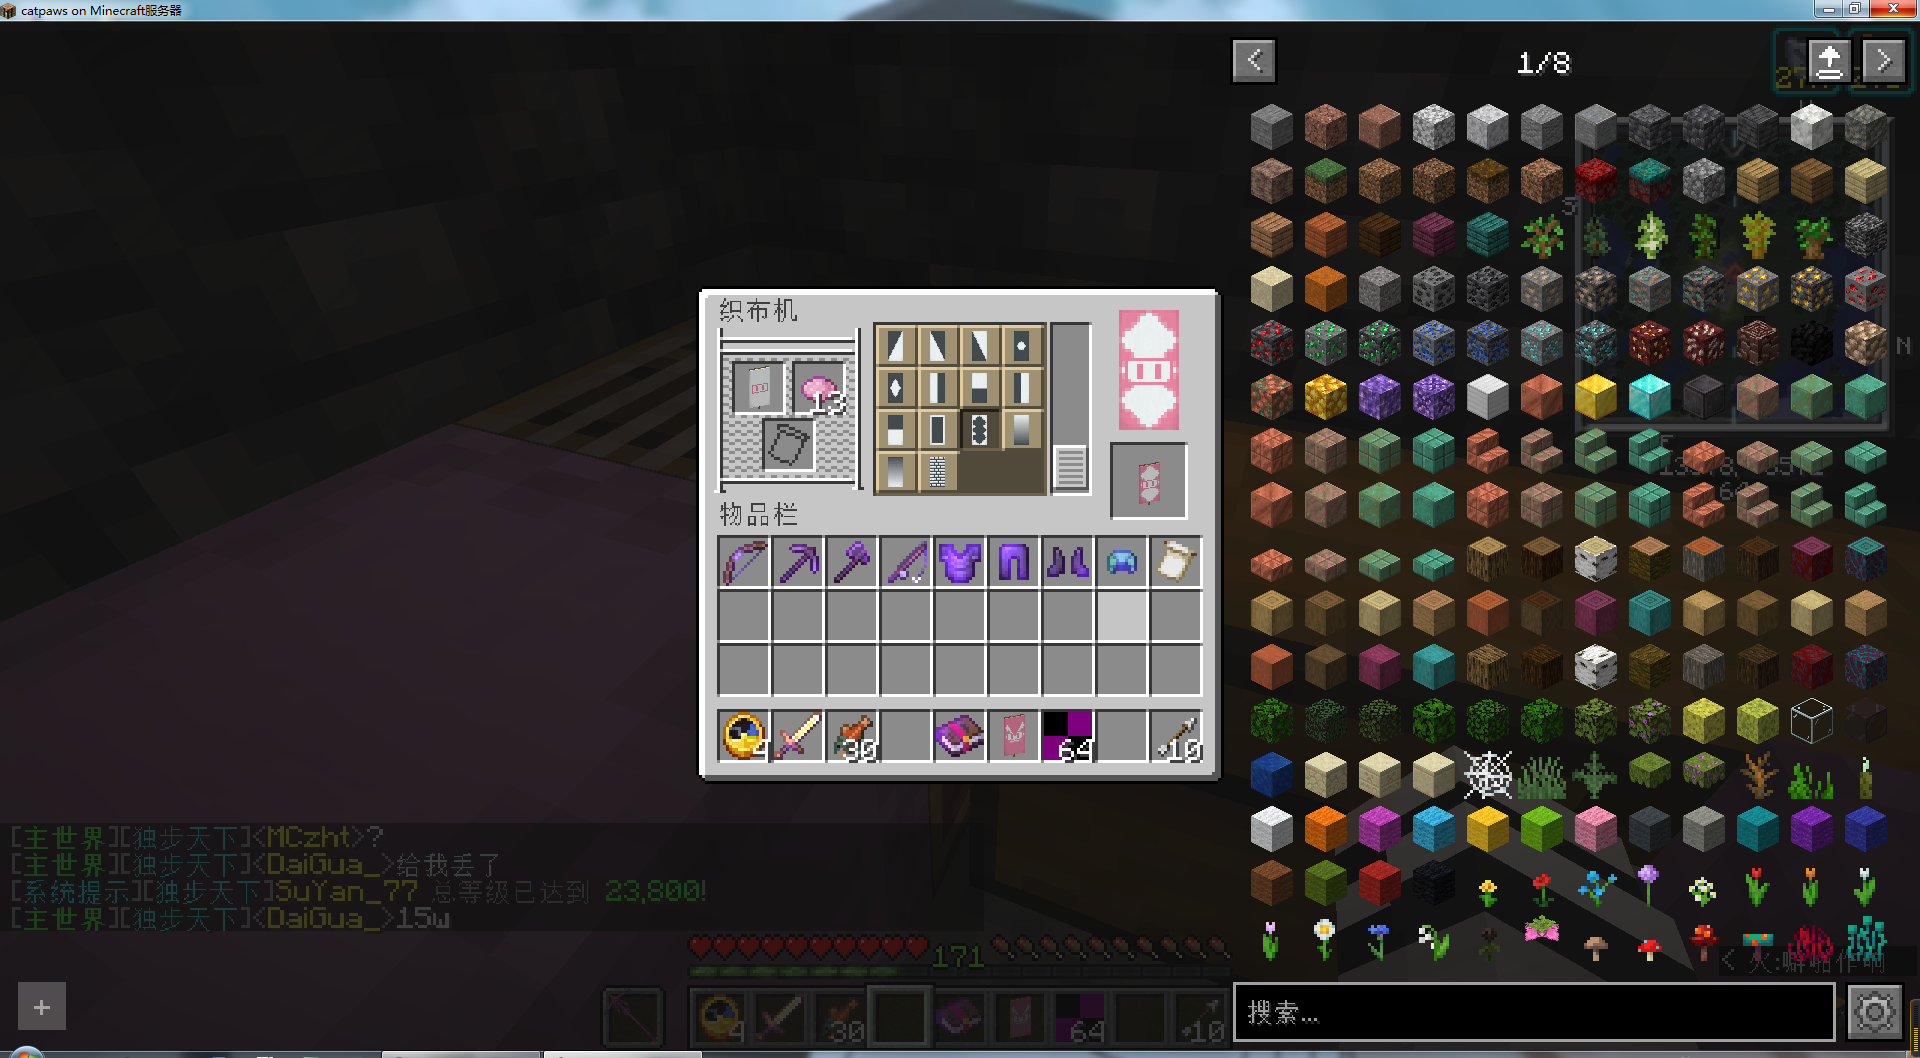 catpaws on Minecraft服务器
1/8
织布机
13
物品栏
4
30
64
10
[主世界][独步天下]<MCzht>?
[主世界][独步天下]<DaiGua_>给我丢了
[系统提示][独步天下]SuYan_77 总等级已达到 23,800!
[主世界][独步天下]<DaiGua_>15w
171
4
30
64
10
搜索...
N
+